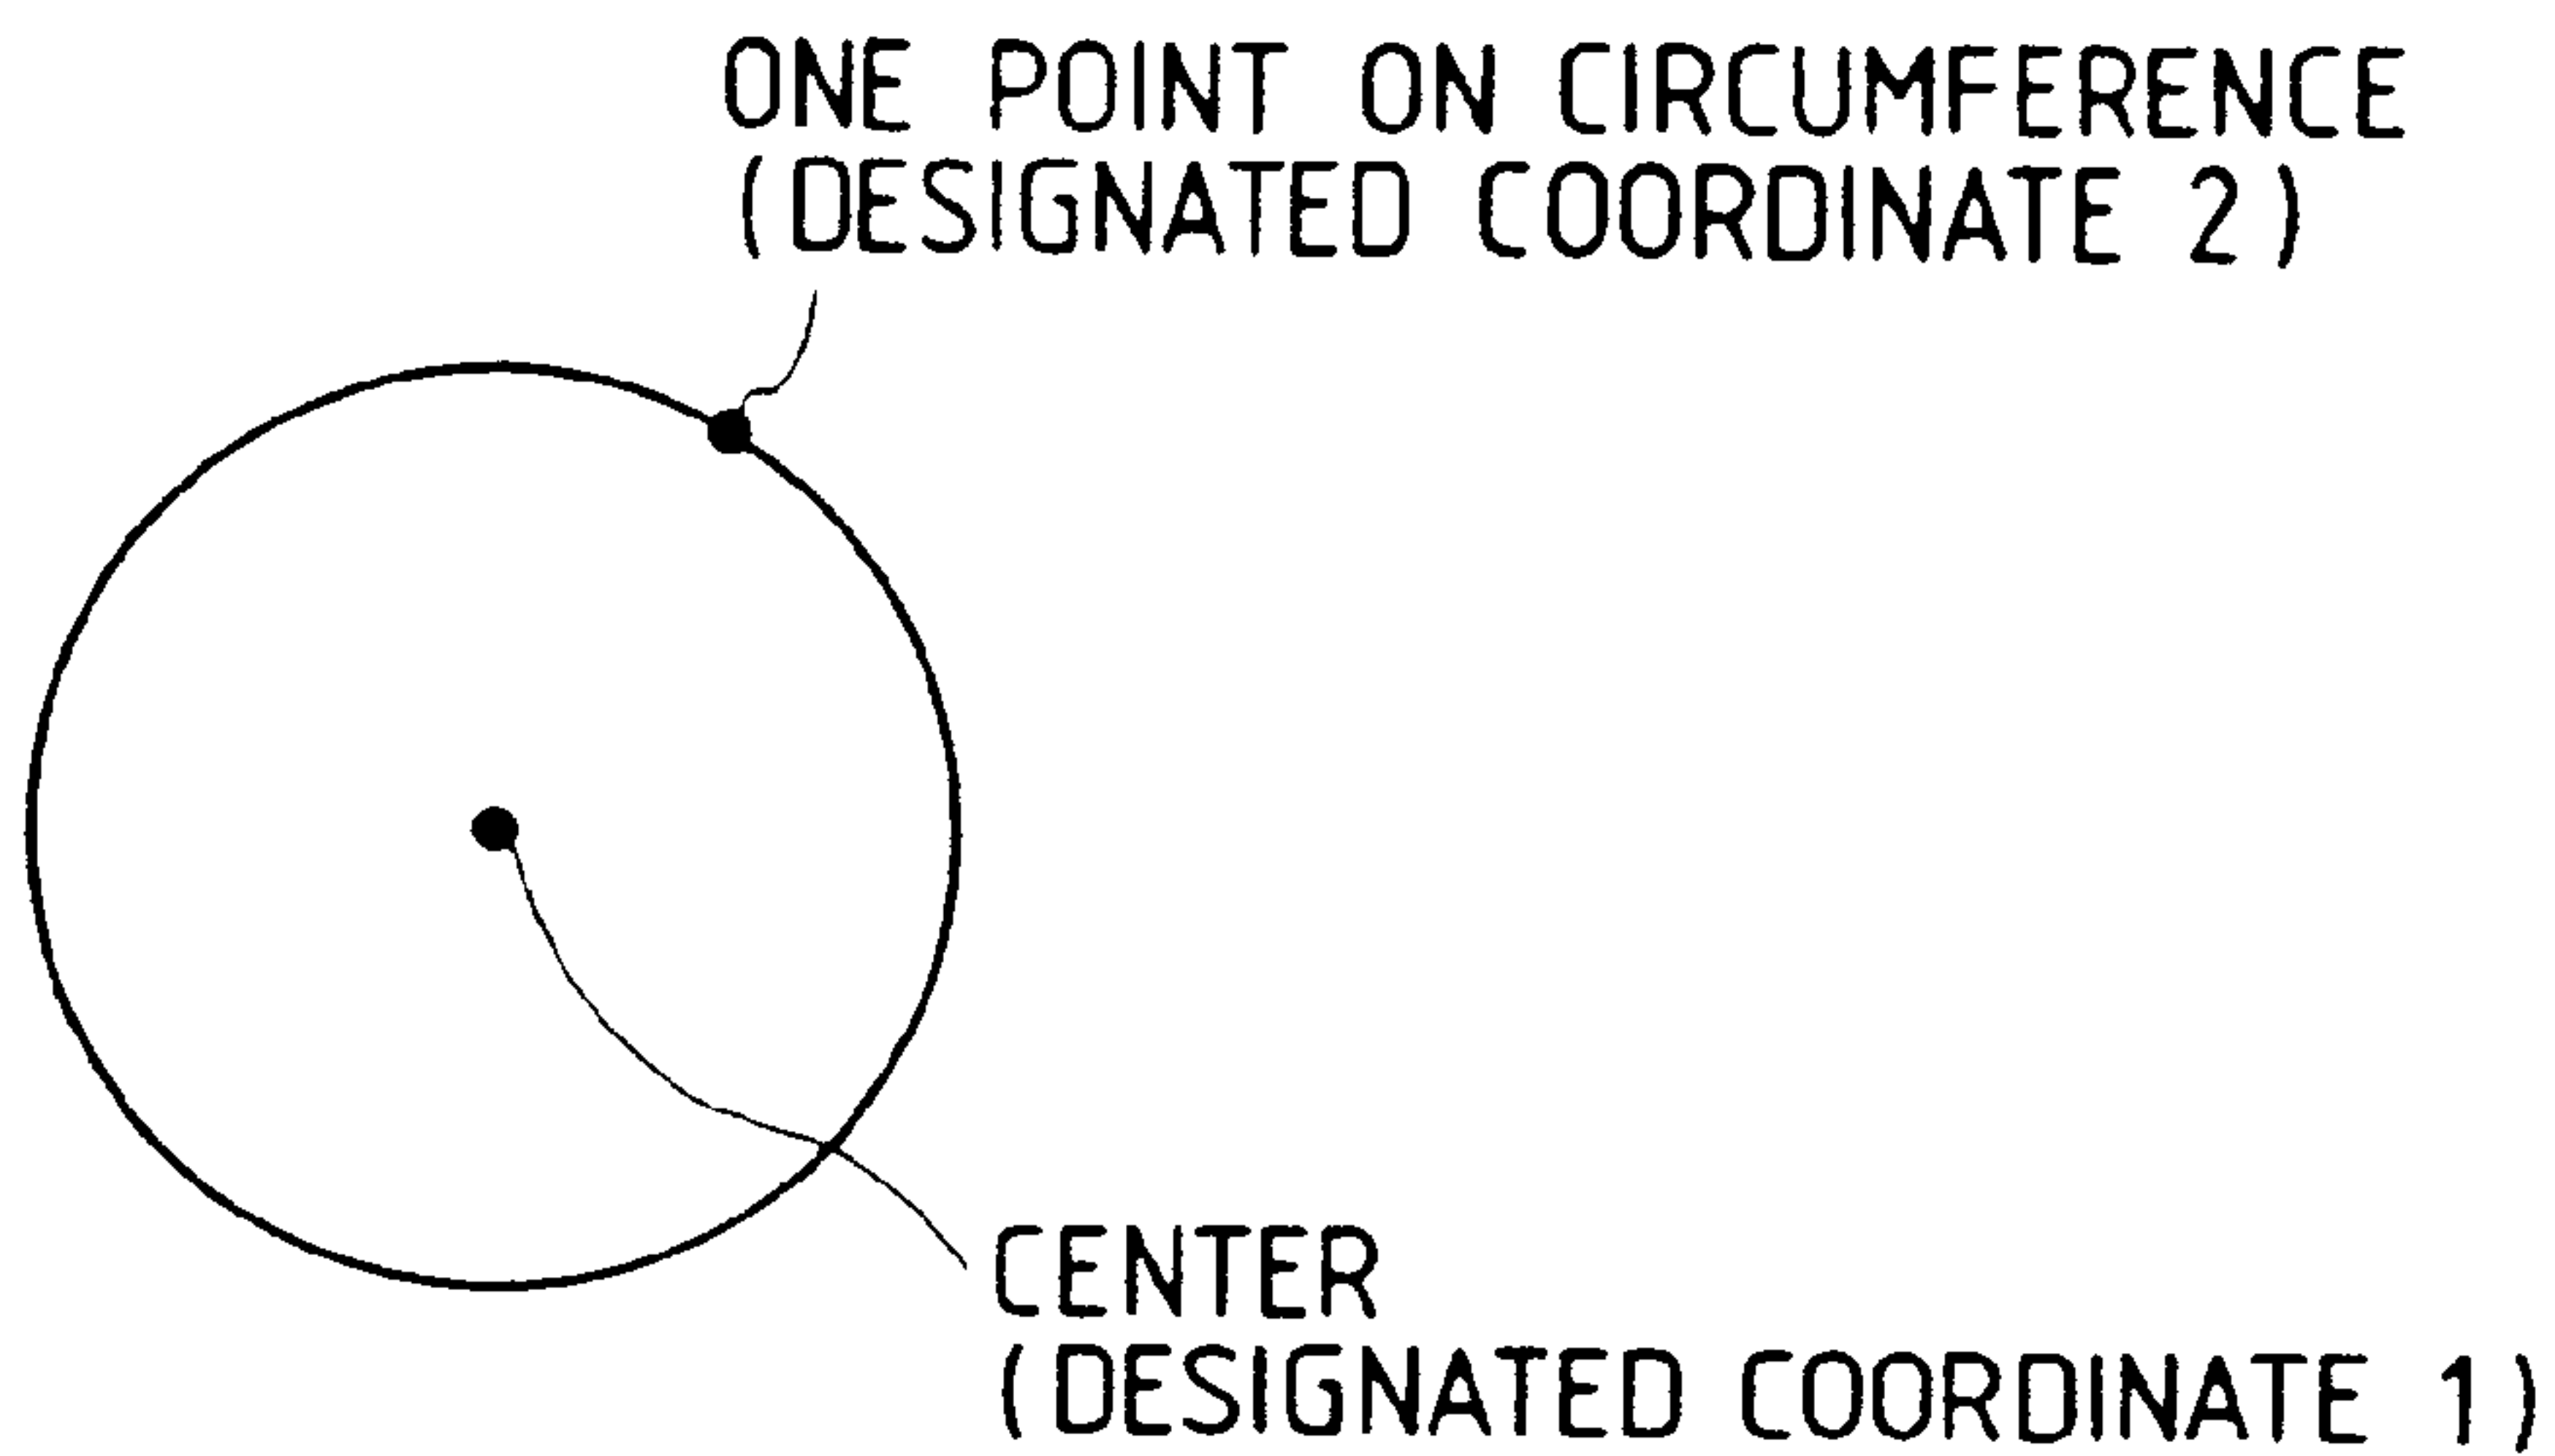 ONE POINT ON CIRCUMFERENCE
(DESIGNATED COORDINATE 2)
CENTER
(DESIGNATED COORDINATE 1)